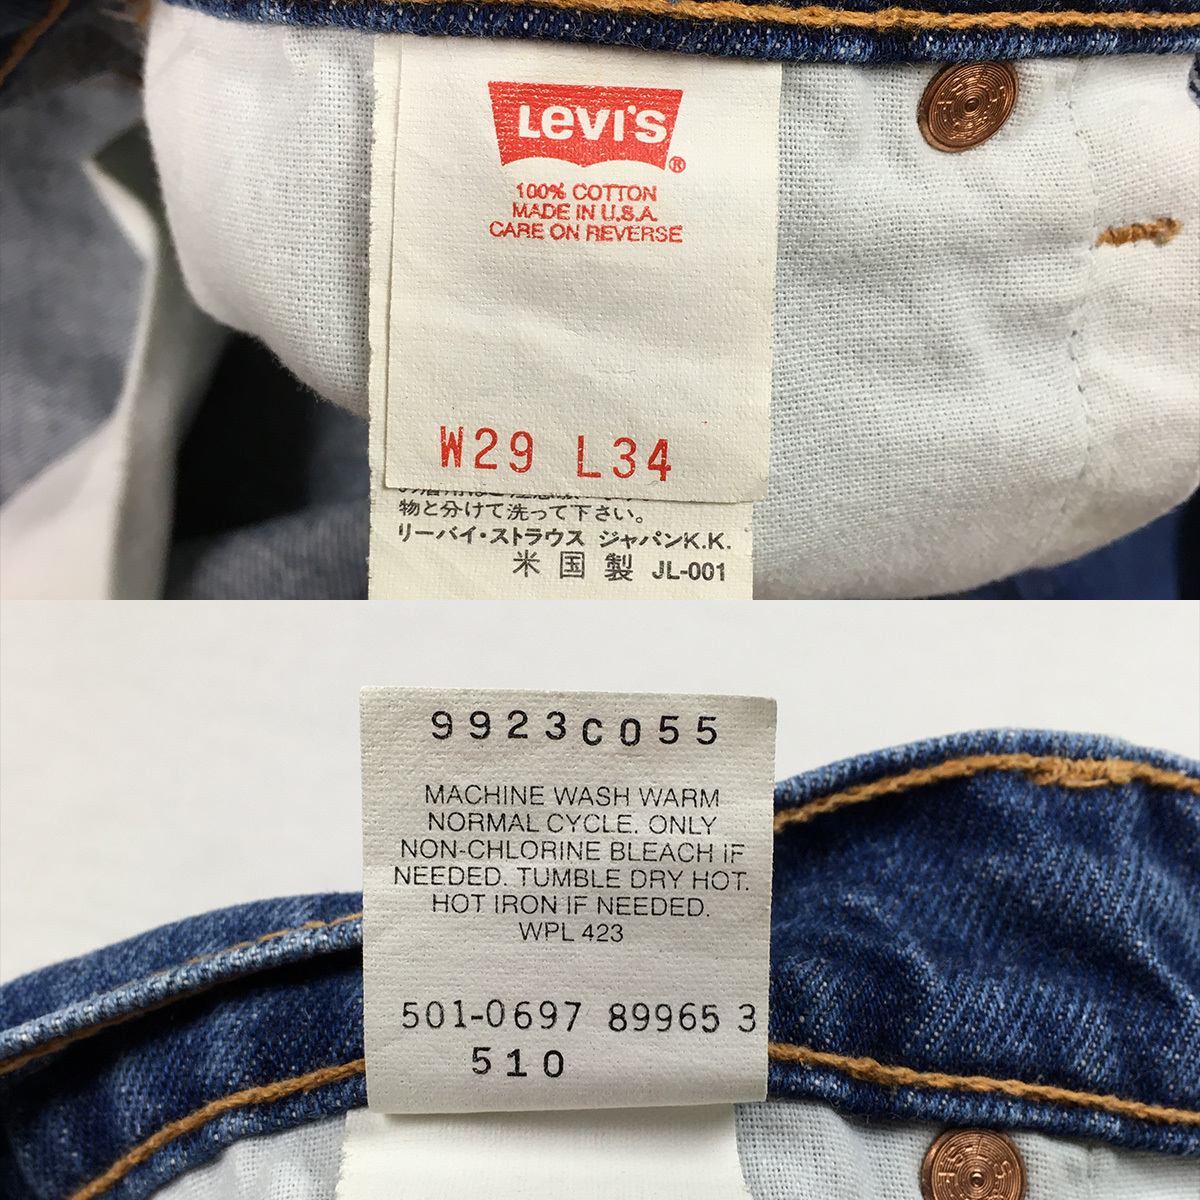 LEVI'S
®
100% COTTON
MADE IN U.S.A.
CARE ON REVERSE
W29 L34
物と分けて洗って下さい。
リーバイ・ストラウス ジャパンK.K.
米国製 JL-001
9923C055
MACHINE WASH WARM
NORMAL CYCLE. ONLY
NON-CHLORINE BLEACH IF
NEEDED. TUMBLE DRY HOT.
HOT IRON IF NEEDED.
WPL 423
501-0697 89965 3
510